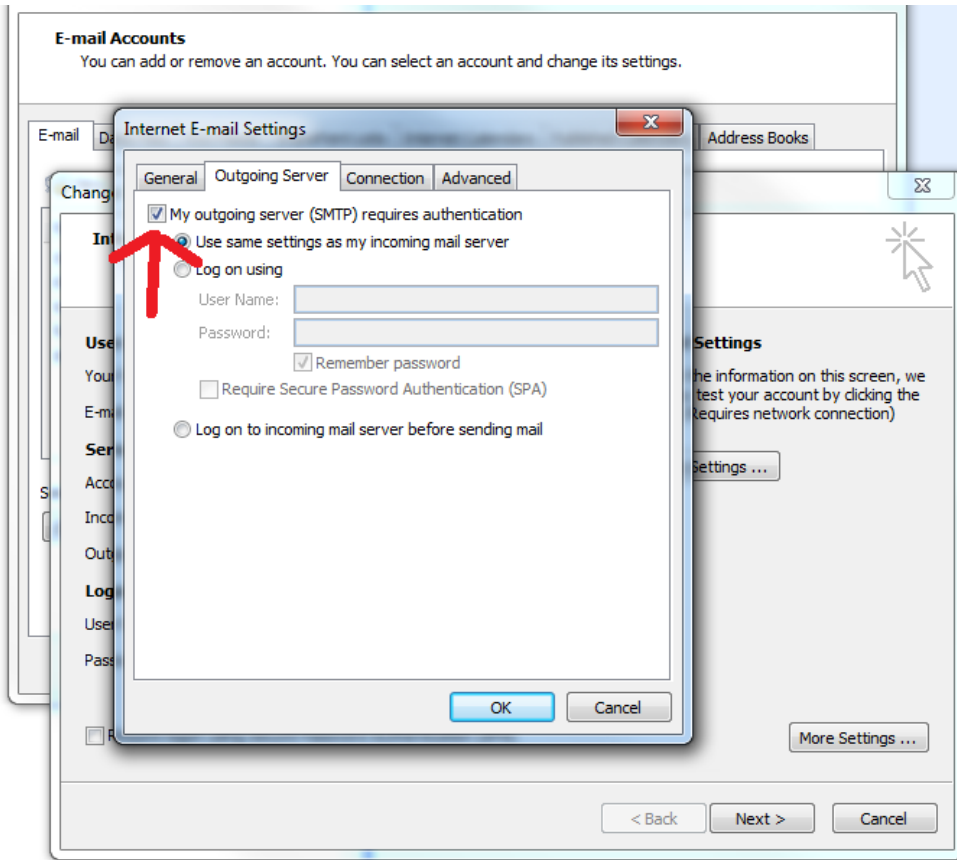 E-mail Accounts
You can add or remove an account. You can select an account and change its settings.
E-mail
Address Books
Internet E-mail Settings
General Outgoing Server Connection Advanced
My outgoing server (SMTP) requires authentication
Use same settings as my incoming mail server
Log on using
User Name:
Password:
Remember password
Require Secure Password Authentication (SPA)
Log on to incoming mail server before sending mail
OK Cancel
Settings
information on this screen, we
test your account by clicking the
network connection)
Settings ...
More Settings ...
< Back Next > Cancel